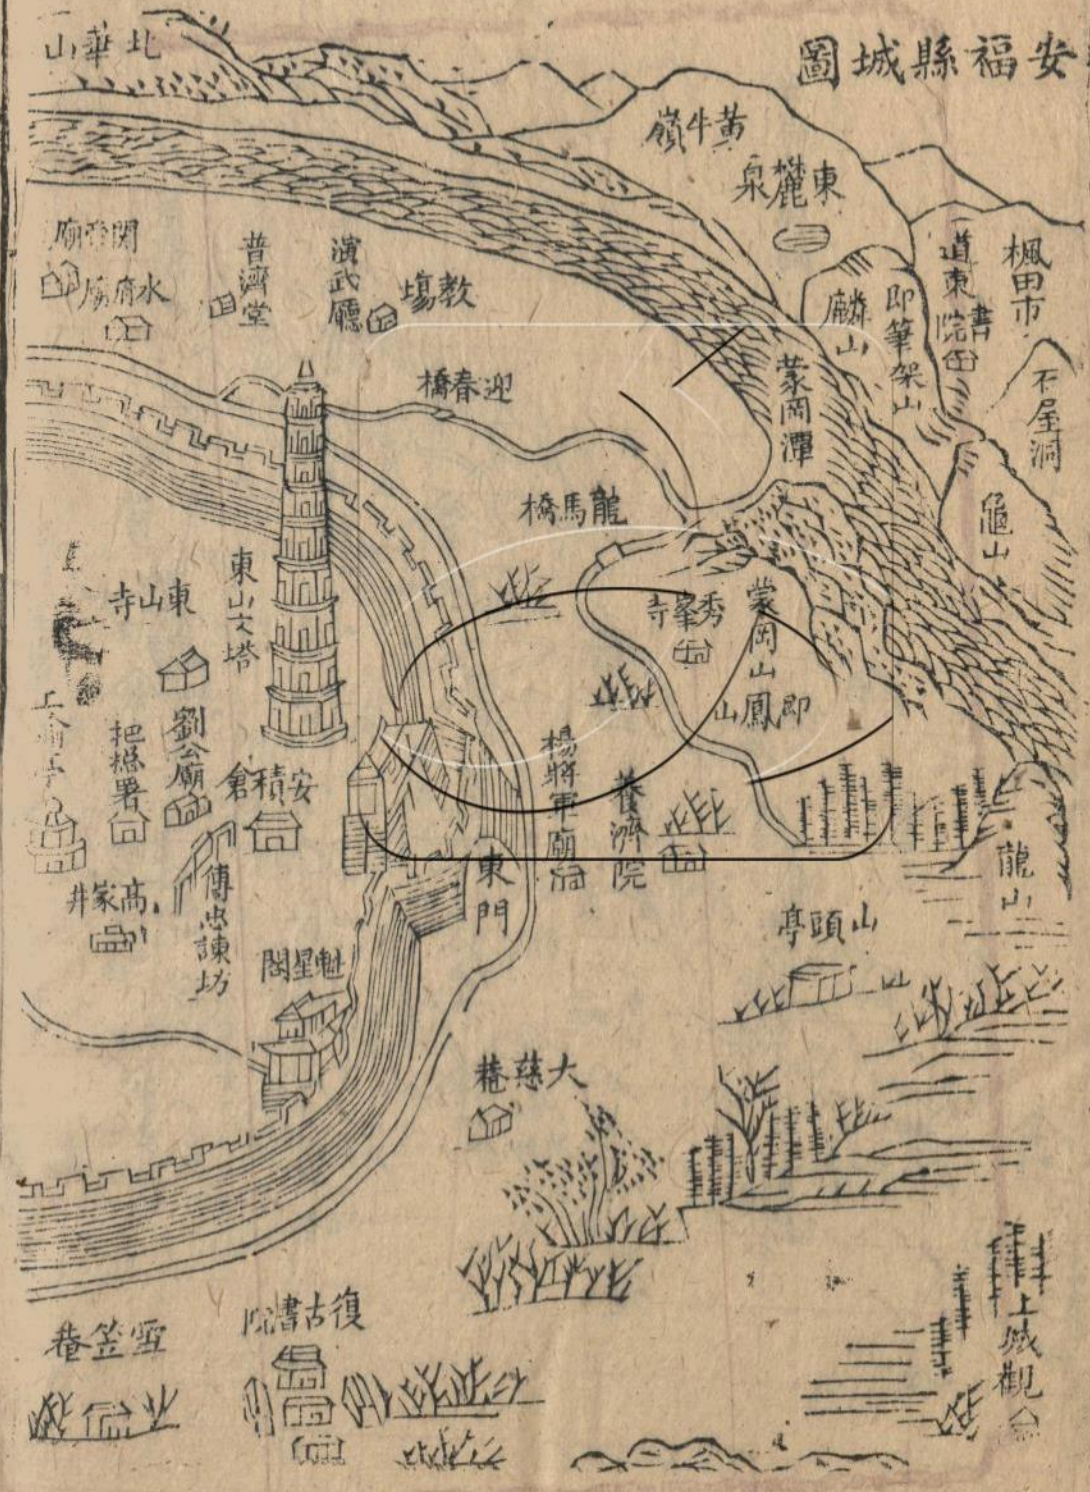 安福縣城圖
北華山
黃牛嶺
東麓泉
楓田市
道東書院
即筆架山
麟山
石屋洞
蒙岡潭
龜山
教場
演武廳
普濟堂
關帝廟
水府廟
迎春橋
龍馬橋
秀峯寺
蒙岡山
即鳳山
東山文塔
東山寺
劉公廟
把總署
安積倉
楊將軍廟
養濟院
東門
龍山
山頭亭
傅忠諫坊
高家井
魁星閣
大慈菴
復古書院
雪笠菴
上城觀